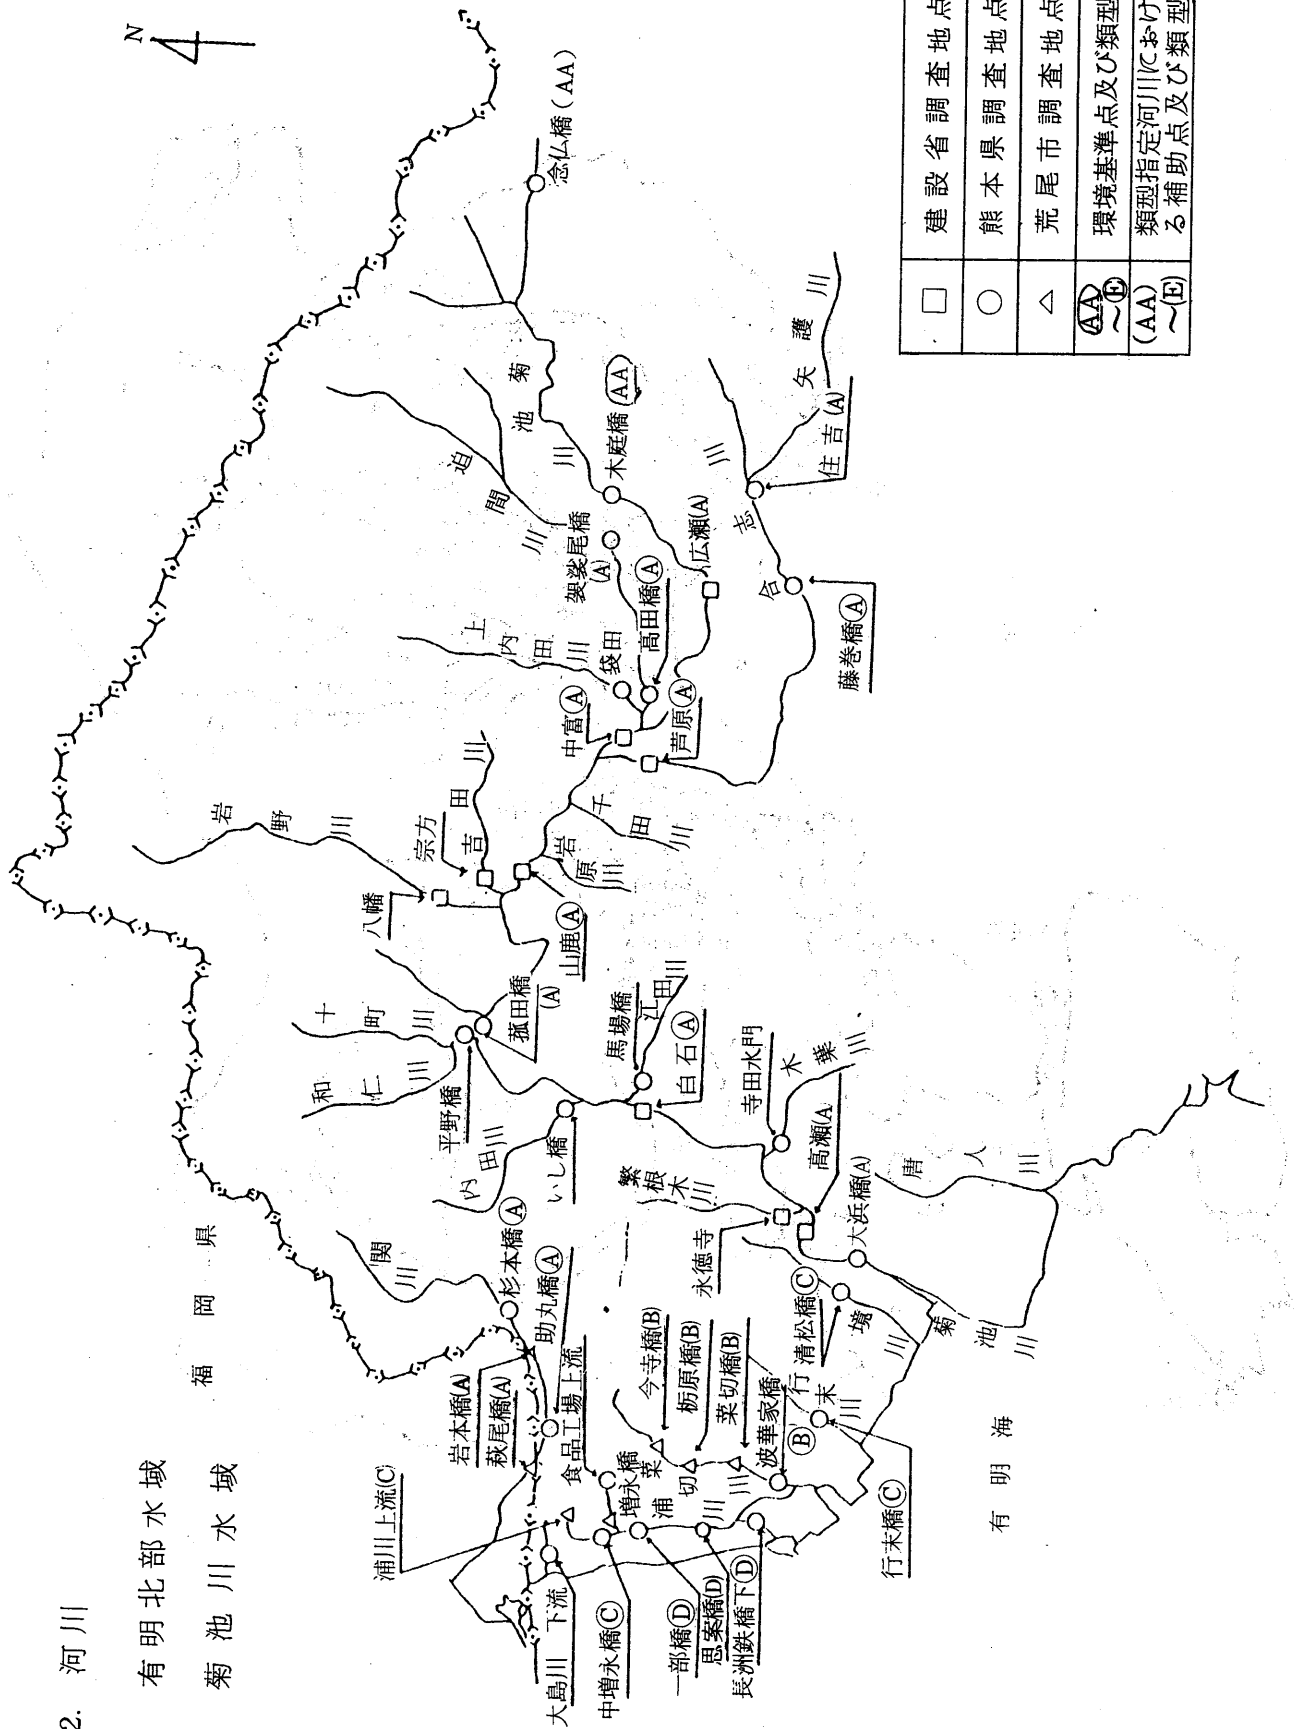 2. 河川
有明北部水域
菊池川水域
福岡県
N
念仏橋(AA)
菊池川
木庭橋(AA)
迫間川
袈裟尾橋(A)
高田橋(A)
広瀬(A)
矢護川
住吉(A)
合志川
藤巻橋(A)
上内田川
袋田
中富(A)
芦原(A)
千田川
岩原川
吉田川
宗方
岩野川
八幡
山鹿(A)
菰田橋(A)
十町川
和仁川
平野橋
内田川
いし橋
馬場橋
江田川
白石(A)
寺田水門
木葉川
高瀬(A
繁根木川
永徳寺
大浜橋(A)
唐人川
菊池川
境川
清松橋(C)
行末川
行末橋(C)
関川
杉本橋(A)
助丸橋(A)
岩本橋(A)
萩尾橋(A)
食品工場上流
今寺橋(B)
栃原橋(B)
菜切橋(B)
波華家橋(B)
菜切川
増永橋
浦川
浦川上流(C)
大島川下流
中増永橋(C)
一部橋(D)
思案橋(D)
長洲鉄橋下(D)
有明海
□ 建設省調査地点
○ 熊本県調査地点
△ 荒尾市調査地点
(AA)~(E) 環境基準点及び類型
(AA)~(E) 類型指定河川におけ
る補助点及び類型